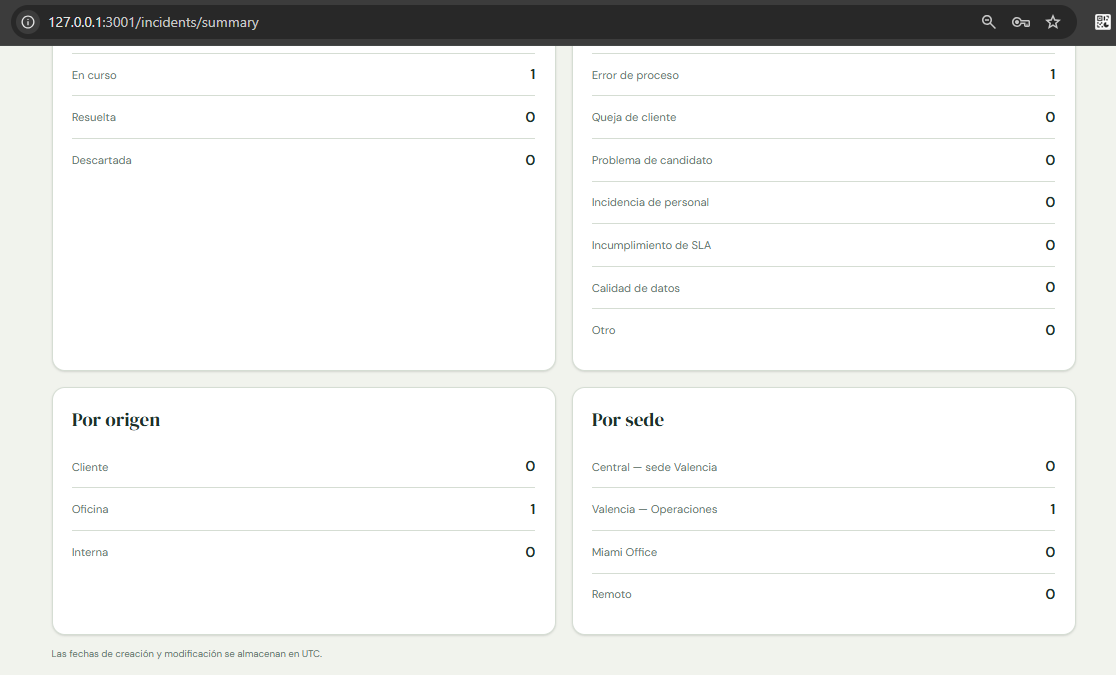 127.0.0.1:3001/incidents/summary
En curso 1
Resuelta 0
Descartada 0
Error de proceso 1
Queja de cliente 0
Problema de candidato 0
Incidencia de personal 0
Incumplimiento de SLA 0
Calidad de datos 0
Otro 0
Por origen
Cliente 0
Oficina 1
Interna 0
Por sede
Central — sede Valencia 0
Valencia — Operaciones 1
Miami Office 0
Remoto 0
Las fechas de creación y modificación se almacenan en UTC.